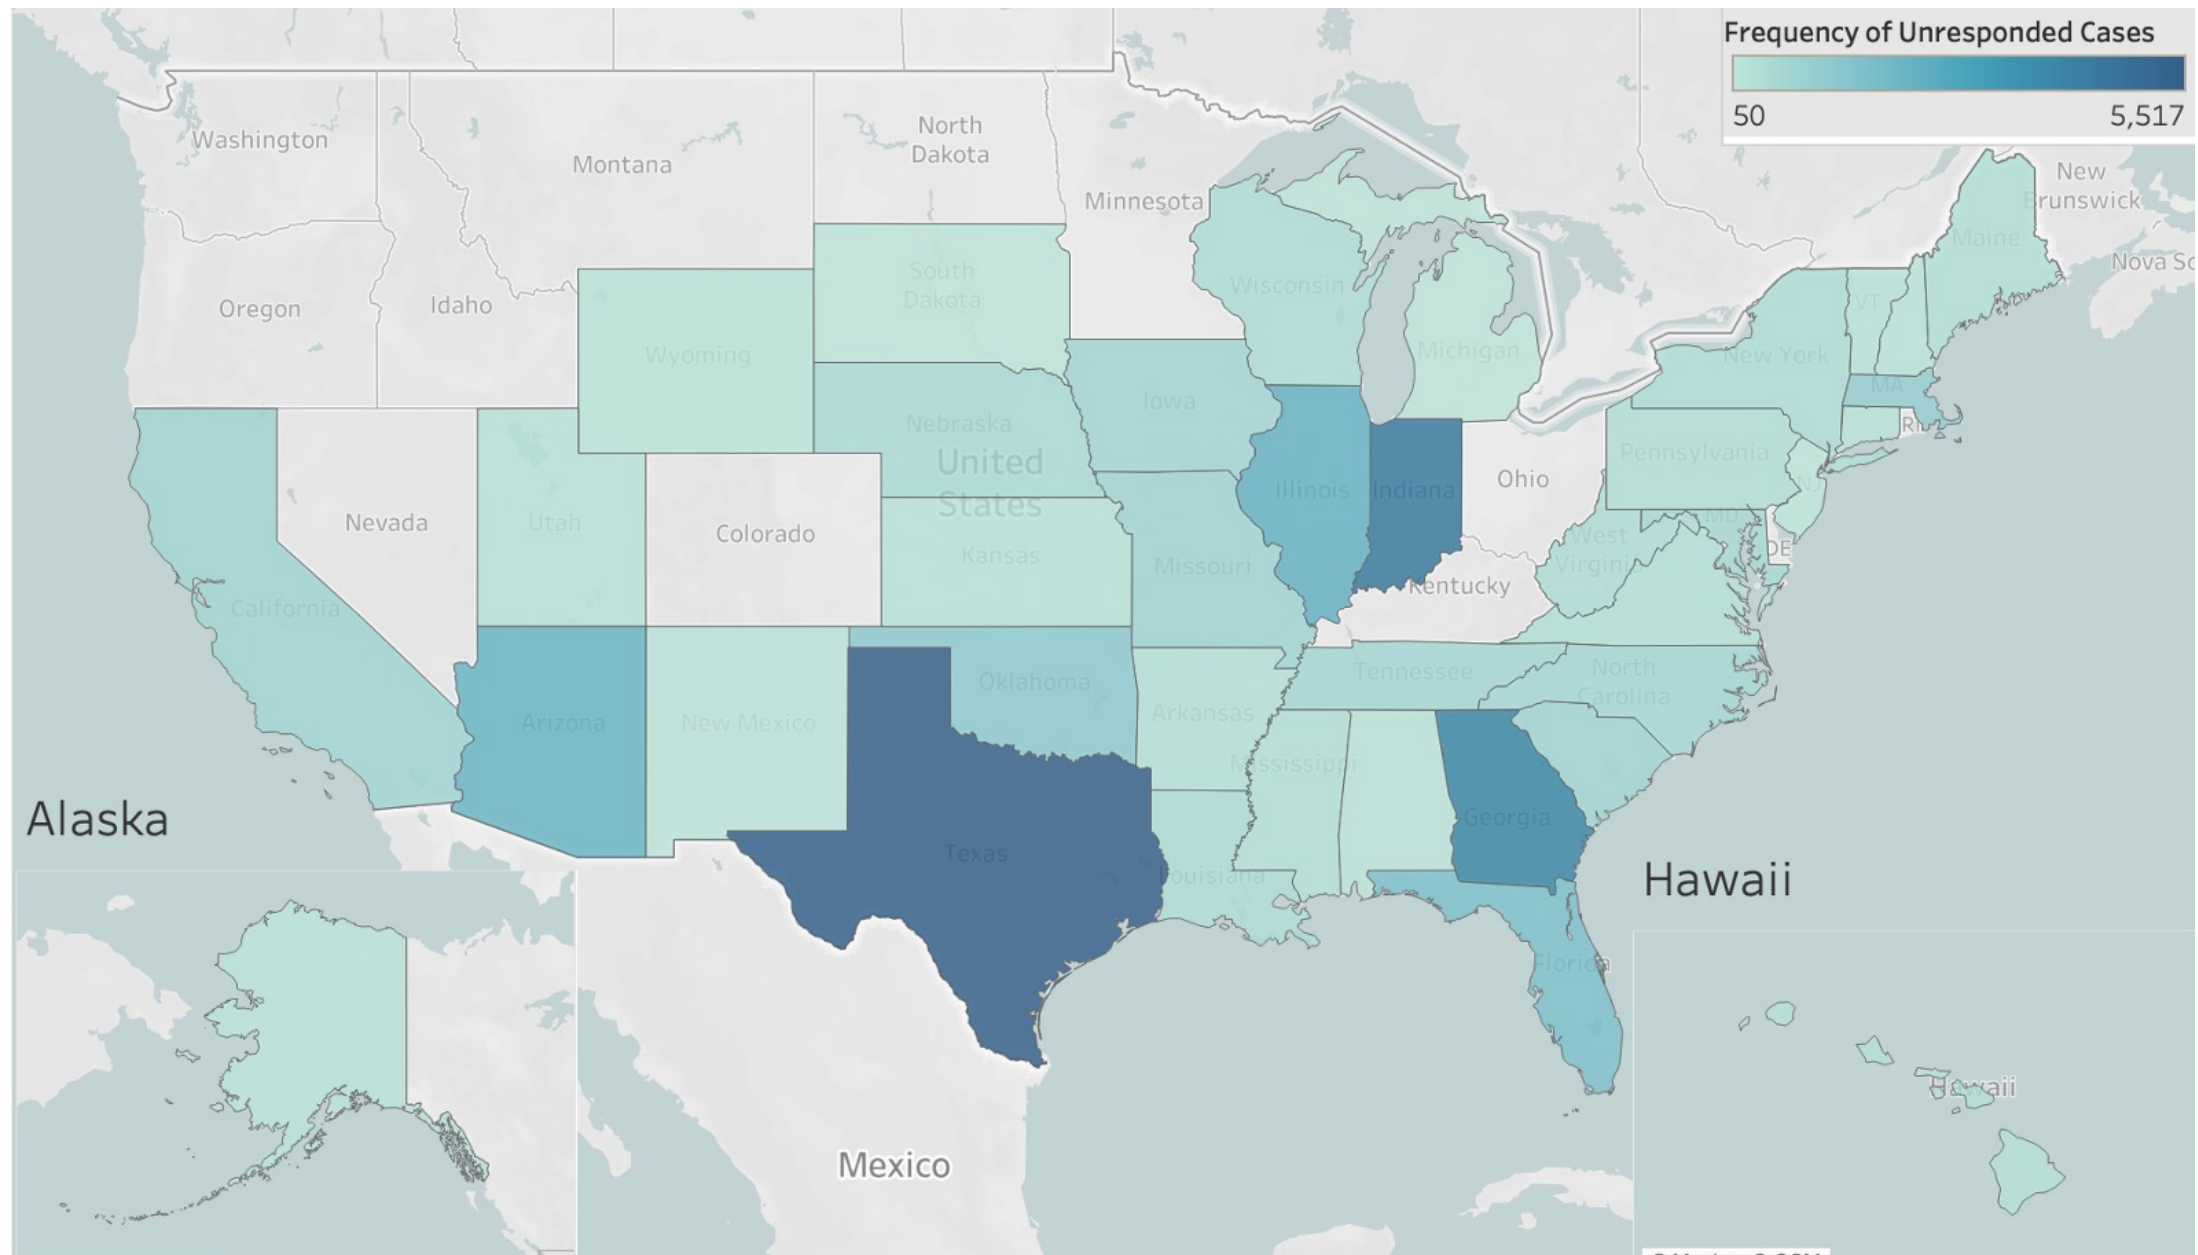 Frequency of Unresponded Cases
50
5,517
Washington
Montana
North
Dakota
Minnesota
New
Brunswick
Nova Sc
Maine
Oregon
Idaho
South
Dakota
Wisconsin
VT
Wyoming
Michigan
New York
MA
RI
Iowa
Nebraska
United
States
Pennsylvania
NJ
Illinois
Indiana
Ohio
Nevada
Utah
Colorado
Kansas
Missouri
West
Virginia
MD
DE
Kentucky
California
Tennessee
North
Carolina
Oklahoma
Arizona
New Mexico
Arkansas
Mississippi
Georgia
Texas
Louisiana
Florida
Alaska
Hawaii
Hawaii
Mexico